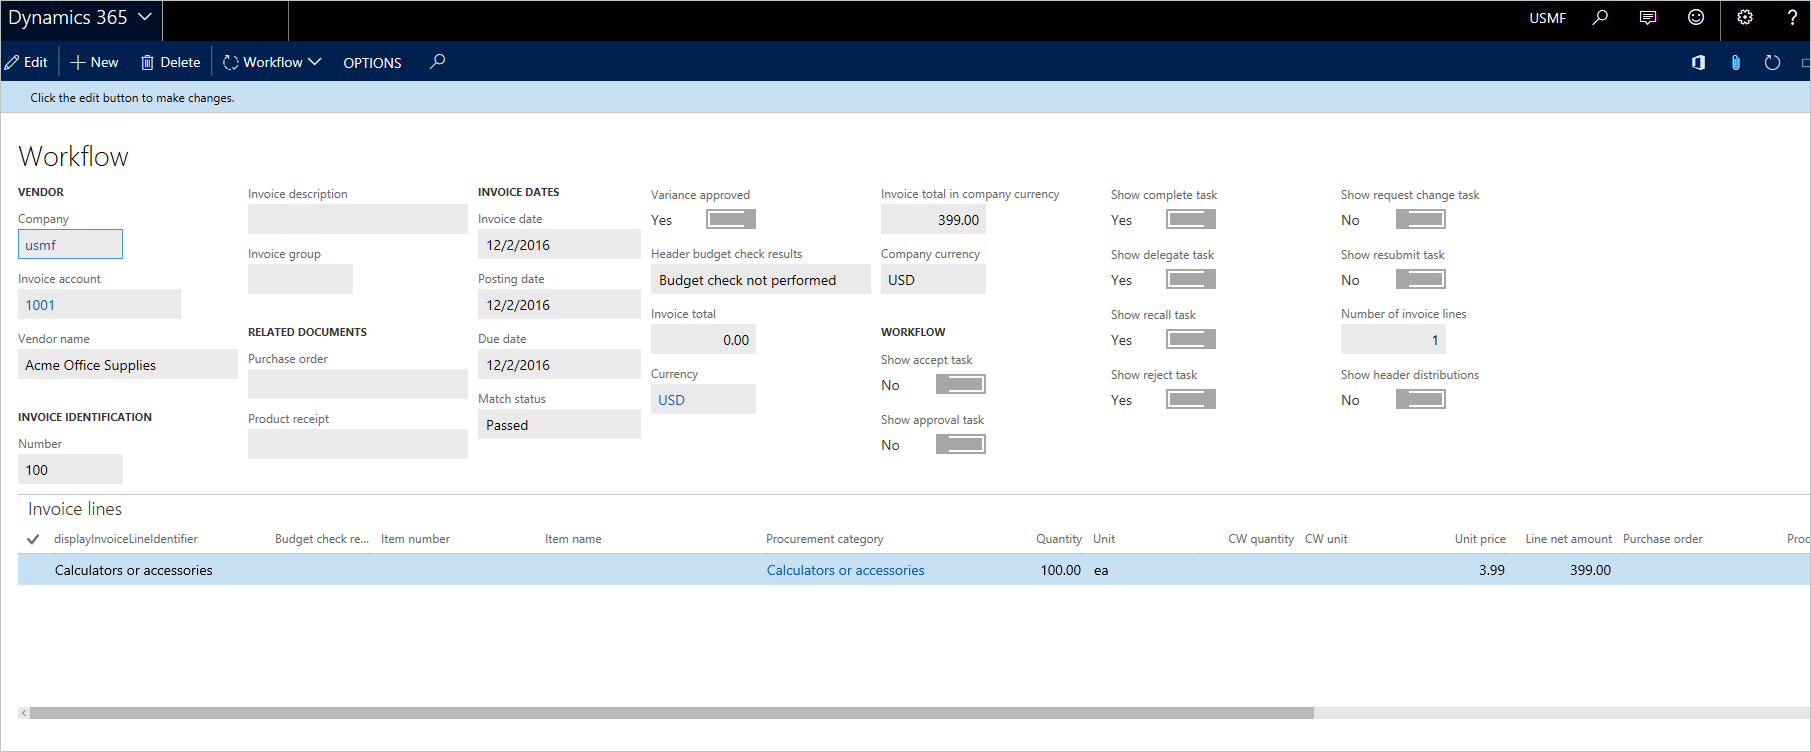 Dynamics 365
USMF
?
Edit
New
Delete
Workflow
OPTIONS
Click the edit button to make changes.
Workflow
VENDOR
Company
usmf
Invoice account
1001
Vendor name
Acme Office Supplies
INVOICE IDENTIFICATION
Number
100
Invoice description
Invoice group
RELATED DOCUMENTS
Purchase order
Product receipt
INVOICE DATES
Invoice date
12/2/2016
Posting date
12/2/2016
Due date
12/2/2016
Match status
Passed
Variance approved
Yes
Header budget check results
Budget check not performed
Invoice total
0.00
Currency
USD
Invoice total in company currency
399.00
Company currency
USD
WORKFLOW
Show accept task
No
Show approval task
No
Show complete task
Yes
Show delegate task
Yes
Show recall task
Yes
Show reject task
Yes
Show request change task
No
Show resubmit task
No
Number of invoice lines
1
Show header distributions
No
Invoice lines
displayInvoiceLineIdentifier Budget check re... Item number Item name Procurement category Quantity Unit CW quantity CW unit Unit price Line net amount Purchase order Proc
Calculators or accessories Calculators or accessories 100.00 ea 3.99 399.00